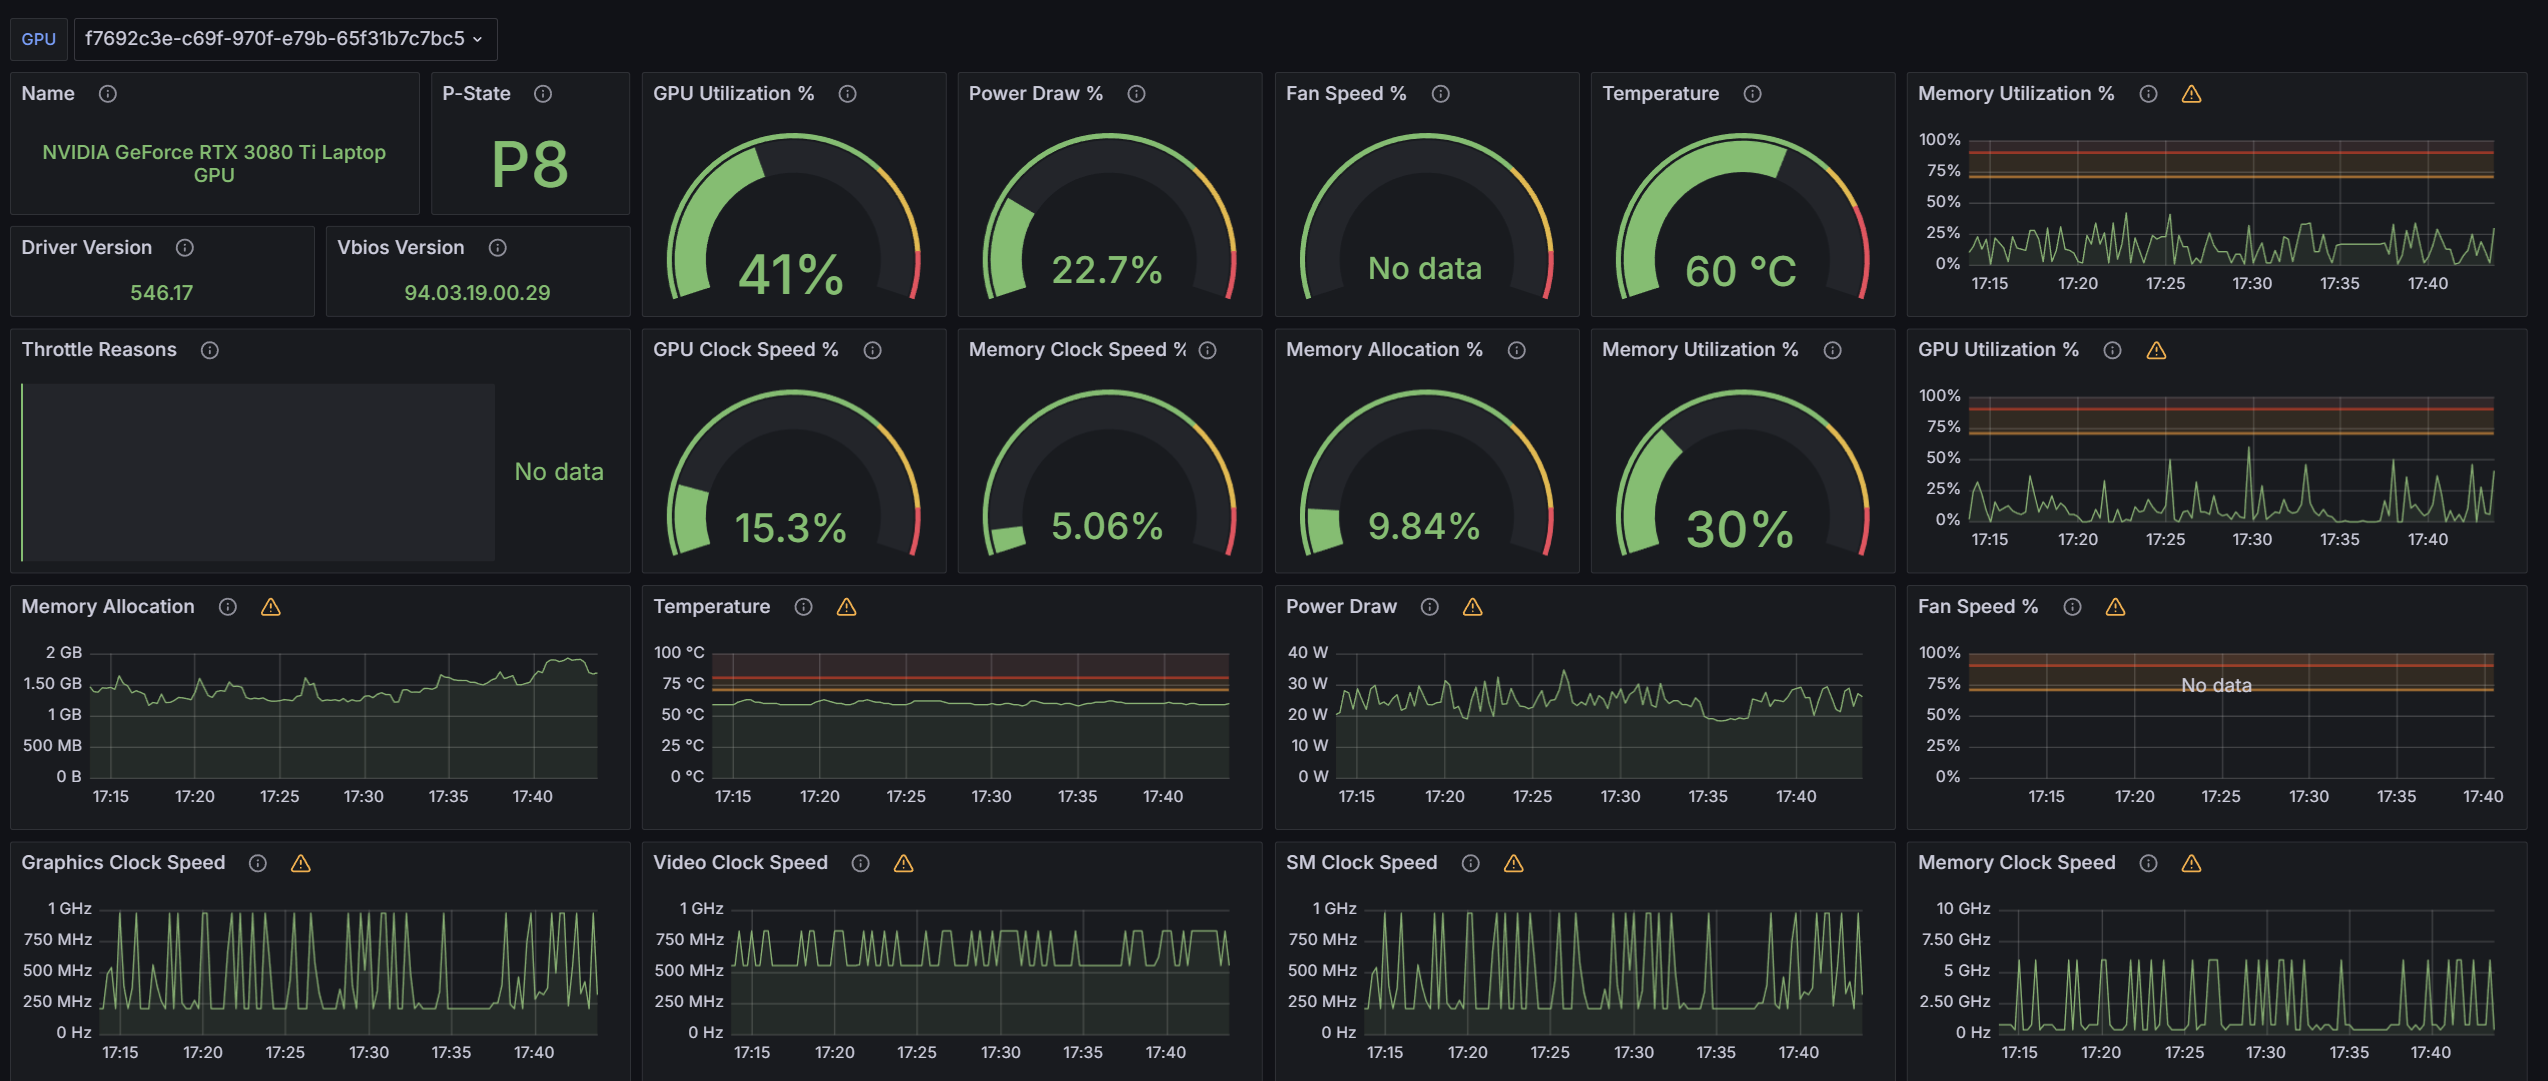 GPU
f7692c3e-c69f-970f-e79b-65f31b7c7bc5
Name
NVIDIA GeForce RTX 3080 Ti Laptop
GPU
P-State
P8
Driver Version
546.17
Vbios Version
94.03.19.00.29
GPU Utilization %
41%
Power Draw %
22.7%
Fan Speed %
No data
Temperature
60 °C
Memory Utilization %
100%
75%
50%
25%
0%
17:15 17:20 17:25 17:30 17:35 17:40
Throttle Reasons
No data
GPU Clock Speed %
15.3%
Memory Clock Speed %
5.06%
Memory Allocation %
9.84%
Memory Utilization %
30%
GPU Utilization %
100%
75%
50%
25%
0%
17:15 17:20 17:25 17:30 17:35 17:40
Memory Allocation
2 GB
1.50 GB
1 GB
500 MB
0 B
17:15 17:20 17:25 17:30 17:35 17:40
Temperature
100 °C
75 °C
50 °C
25 °C
0 °C
17:15 17:20 17:25 17:30 17:35 17:40
Power Draw
40 W
30 W
20 W
10 W
0 W
17:15 17:20 17:25 17:30 17:35 17:40
Fan Speed %
100%
75%
50%
25%
0%
No data
17:15 17:20 17:25 17:30 17:35 17:40
Graphics Clock Speed
1 GHz
750 MHz
500 MHz
250 MHz
0 Hz
17:15 17:20 17:25 17:30 17:35 17:40
Video Clock Speed
1 GHz
750 MHz
500 MHz
250 MHz
0 Hz
17:15 17:20 17:25 17:30 17:35 17:40
SM Clock Speed
1 GHz
750 MHz
500 MHz
250 MHz
0 Hz
17:15 17:20 17:25 17:30 17:35 17:40
Memory Clock Speed
10 GHz
7.50 GHz
5 GHz
2.50 GHz
0 Hz
17:15 17:20 17:25 17:30 17:35 17:40